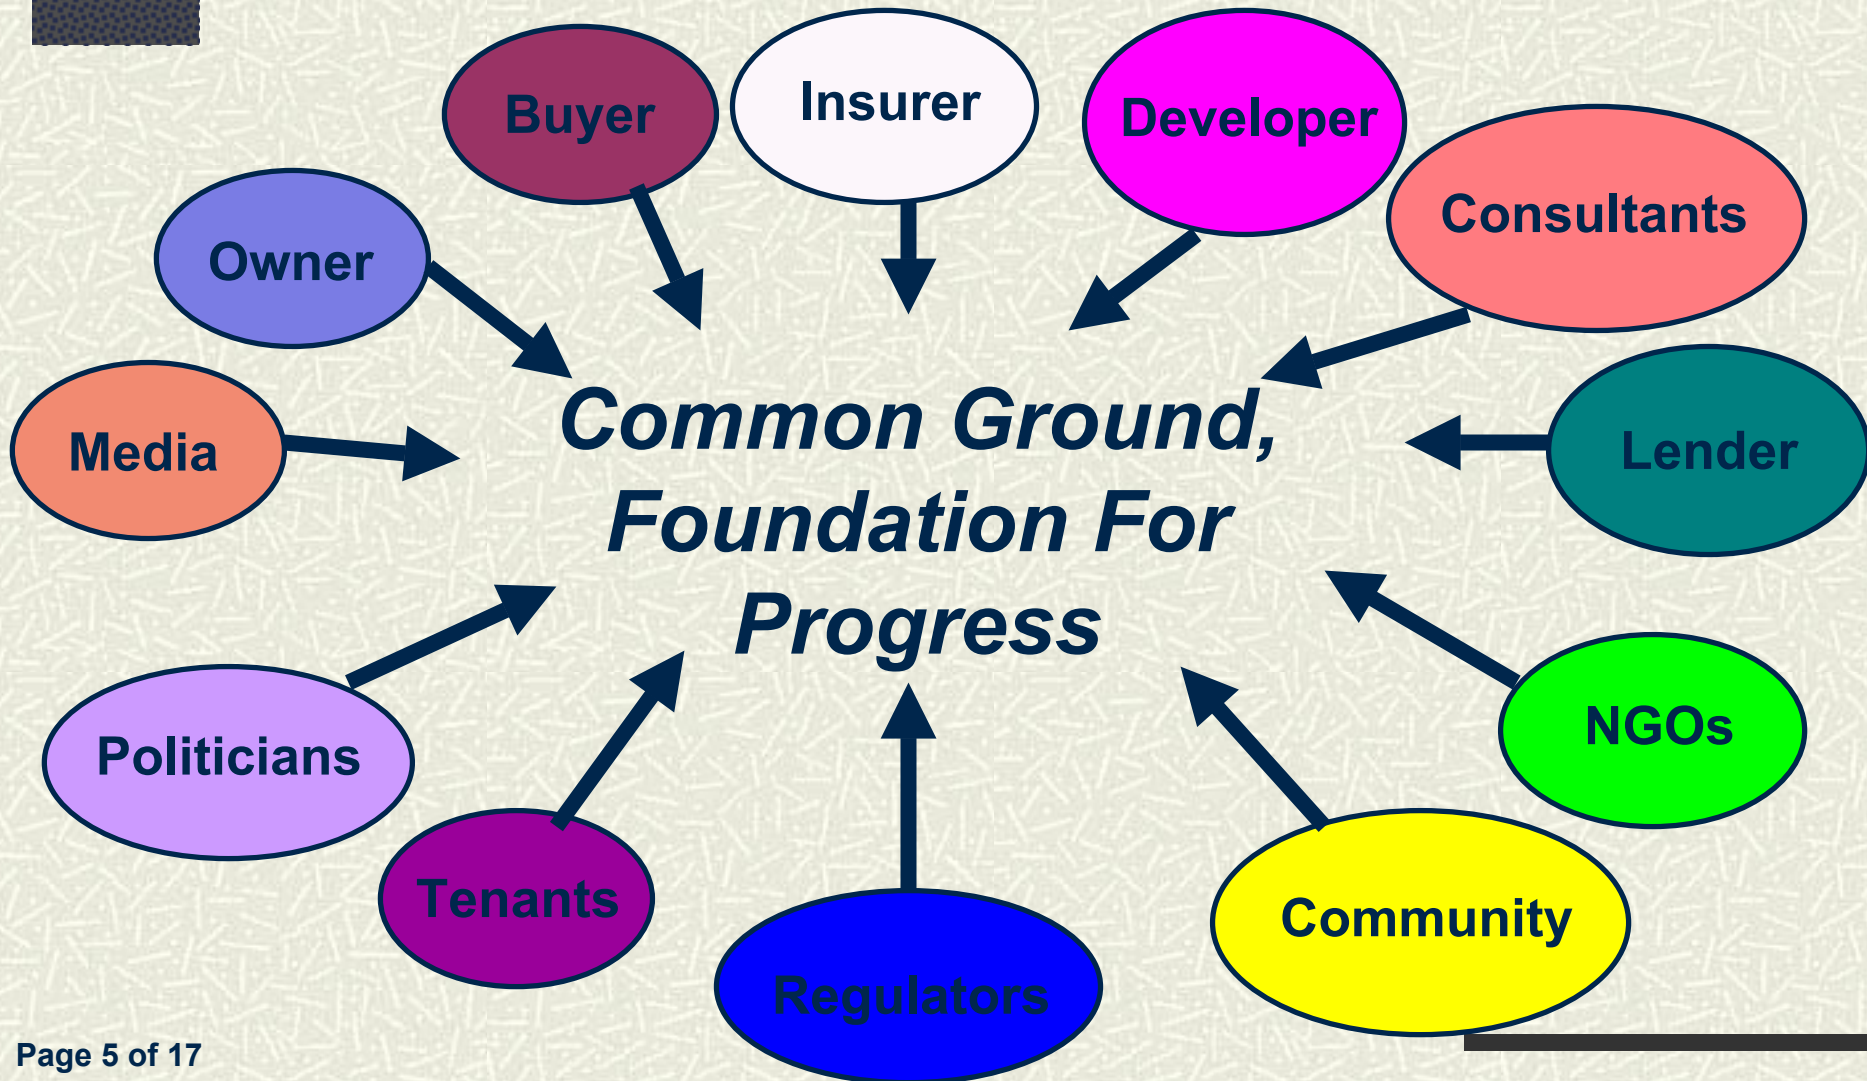 Buyer
Insurer
Developer
Consultants
Owner
Media
Common Ground,
Foundation For
Progress
Lender
Politicians
NGOs
Tenants
Community
Regulators
Page 5 of 17